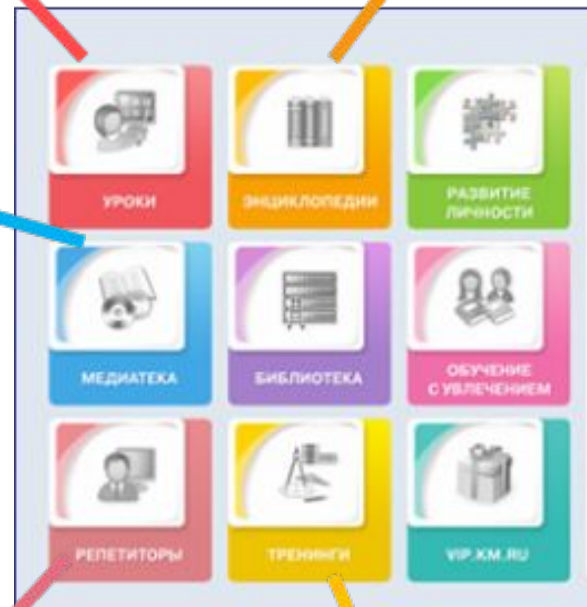 УРОКИ
ЭНЦИКЛОПЕДИИ
РАЗВИТИЕ
ЛИЧНОСТИ
МЕДИАТЕКА
БИБЛИОТЕКА
ОБУЧЕНИЕ
С УВЛЕЧЕНИЕМ
РЕПЕТИТОРЫ
ТРЕНИНГИ
VIP.KM.RU